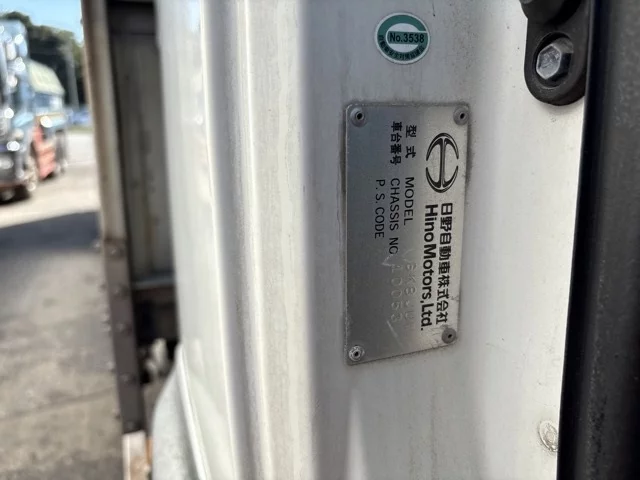 No.3538
日野自動車株式会社
Hino Motors, Ltd.
型式 MODEL
車台番号 CHASSIS NO.
P. S. CODE